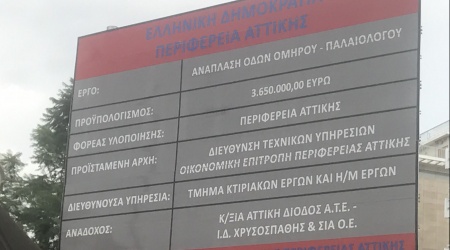 ΕΛΛΗΝΙΚΗ ΔΗΜΟΚΡΑΤΙΑ
ΠΕΡΙΦΕΡΕΙΑ ΑΤΤΙΚΗΣ
ΕΡΓΟ: ΑΝΑΠΛΑΣΗ ΟΔΩΝ ΟΜΗΡΟΥ - ΠΑΛΑΙΟΛΟΓΟΥ
ΠΡΟΫΠΟΛΟΓΙΣΜΟΣ: 3.650.000,00 ΕΥΡΩ
ΦΟΡΕΑΣ ΥΛΟΠΟΙΗΣΗΣ: ΠΕΡΙΦΕΡΕΙΑ ΑΤΤΙΚΗΣ
ΠΡΟΪΣΤΑΜΕΝΗ ΑΡΧΗ: ΔΙΕΥΘΥΝΣΗ ΤΕΧΝΙΚΩΝ ΥΠΗΡΕΣΙΩΝ
ΟΙΚΟΝΟΜΙΚΗ ΕΠΙΤΡΟΠΗ ΠΕΡΙΦΕΡΕΙΑΣ ΑΤΤΙΚΗΣ
ΔΙΕΥΘΥΝΟΥΣΑ ΥΠΗΡΕΣΙΑ: ΤΜΗΜΑ ΚΤΙΡΙΑΚΩΝ ΕΡΓΩΝ ΚΑΙ Η/Μ ΕΡΓΩΝ
ΑΝΑΔΟΧΟΣ: Κ/ΞΙΑ ΑΤΤΙΚΗ ΔΙΟΔΟΣ Α.Τ.Ε. -
Ι.Δ. ΧΡΥΣΟΣΠΑΘΗΣ & ΣΙΑ Ο.Ε.
ΠΕΡΙΦΕΡΕΙΑΣ ΑΤΤΙΚΗΣ